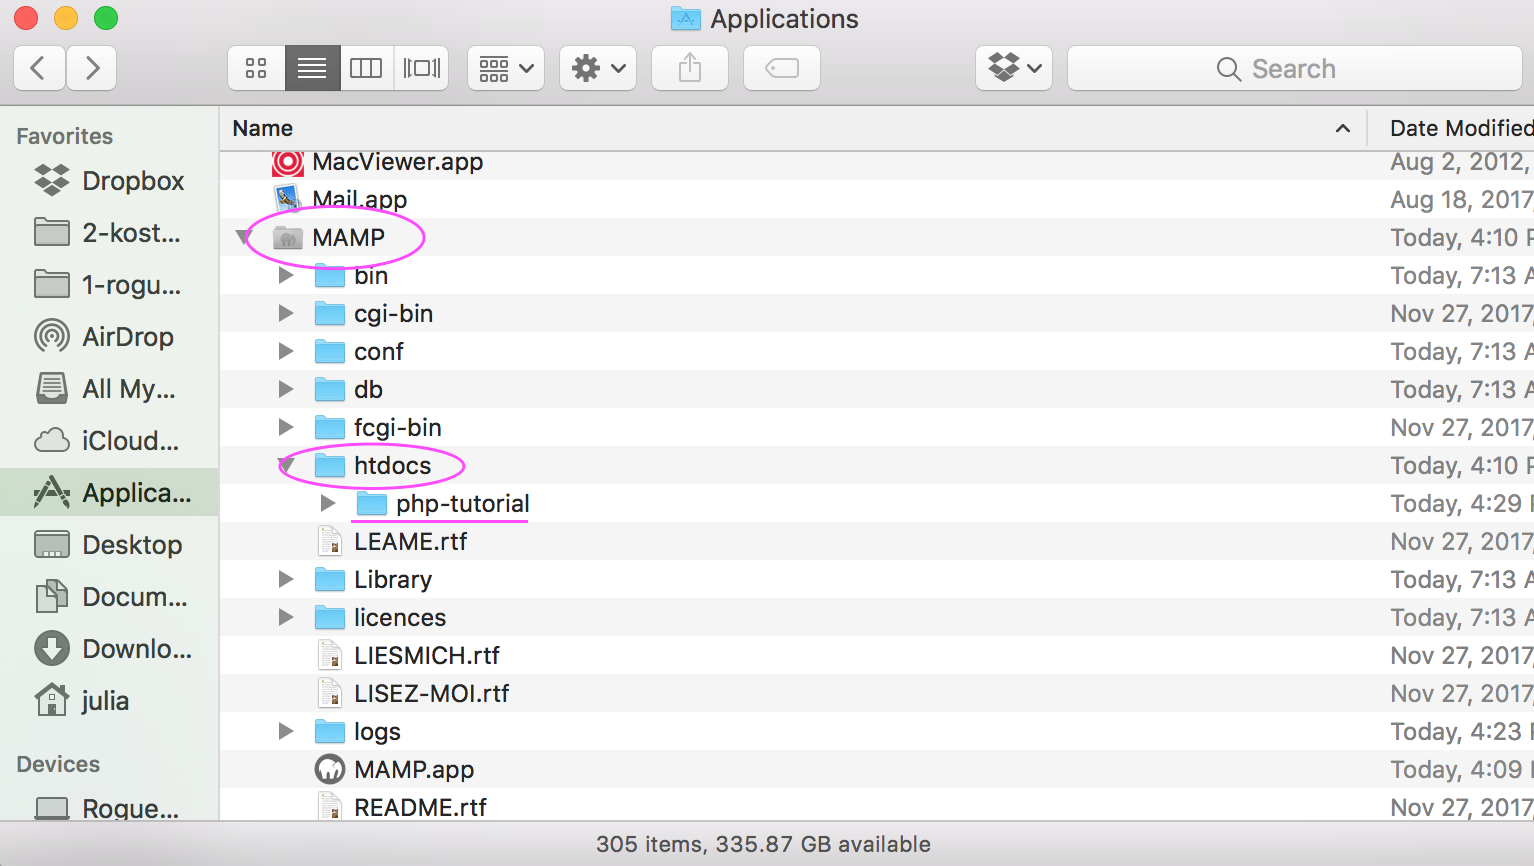 Applications
Search
Favorites
Dropbox
2-kost...
1-rogu...
AirDrop
All My...
iCloud...
Applica...
Desktop
Docum...
Downlo...
julia
Devices
Rogue...
Name Date Modified
MacViewer.app Aug 2, 2012,
Mail.app Aug 18, 2017,
MAMP Today, 4:10 P
bin Today, 7:13 A
cgi-bin Nov 27, 2017,
conf Today, 7:13 A
db Today, 7:13 A
fcgi-bin Nov 27, 2017,
htdocs Today, 4:10 P
php-tutorial Today, 4:29 P
LEAME.rtf Nov 27, 2017,
Library Today, 7:13 A
licences Today, 7:13 A
LIESMICH.rtf Nov 27, 2017,
LISEZ-MOI.rtf Nov 27, 2017,
logs Today, 4:23 P
MAMP.app Today, 4:09
README.rtf Nov 27, 2017,
305 items, 335.87 GB available